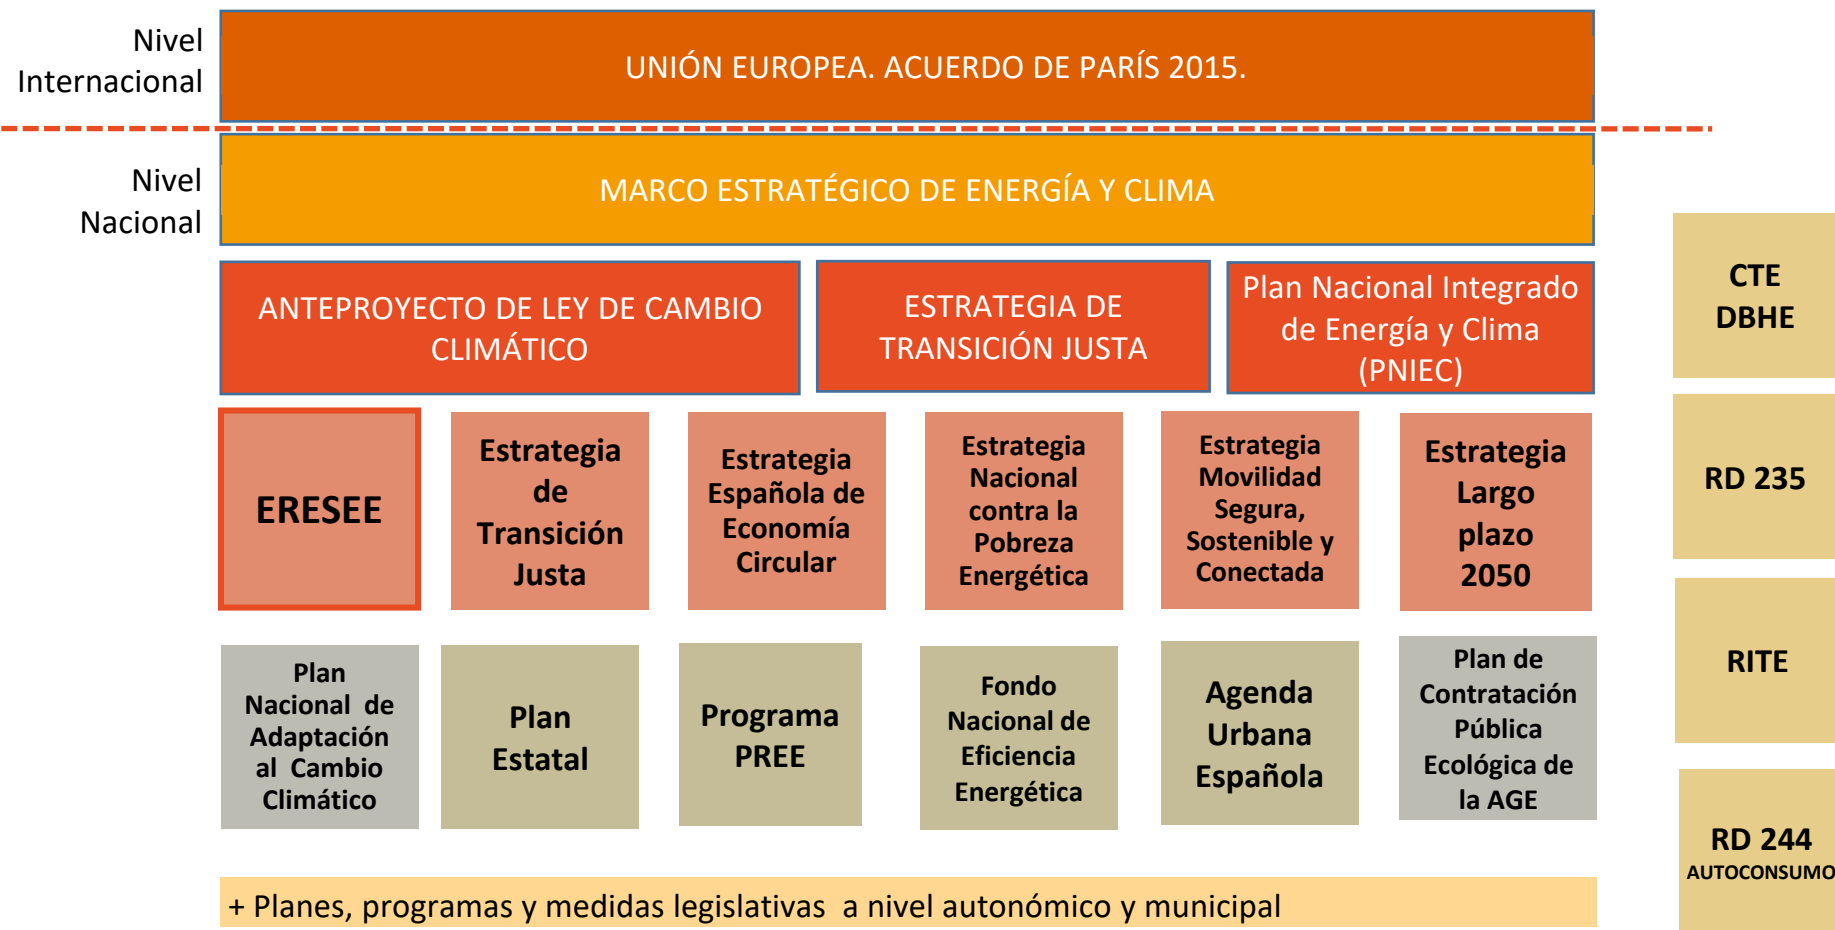 Nivel
Internacional
UNIÓN EUROPEA. ACUERDO DE PARÍS 2015.
Nivel
Nacional
MARCO ESTRATÉGICO DE ENERGÍA Y CLIMA
ANTEPROYECTO DE LEY DE CAMBIO
CLIMÁTICO
ESTRATEGIA DE
TRANSICIÓN JUSTA
Plan Nacional Integrado
de Energía y Clima
(PNIEC)
ERESEE
Estrategia
de
Transición
Justa
Estrategia
Española de
Economía
Circular
Estrategia
Nacional
contra la
Pobreza
Energética
Estrategia
Movilidad
Segura,
Sostenible y
Conectada
Estrategia
Largo
plazo
2050
Plan
Nacional de
Adaptación
al Cambio
Climático
Plan
Estatal
Programa
PREE
Fondo
Nacional de
Eficiencia
Energética
Agenda
Urbana
Española
Plan de
Contratación
Pública
Ecológica de
la AGE
+ Planes, programas y medidas legislativas a nivel autonómico y municipal
CTE
DBHE
RD 235
RITE
RD 244
AUTOCONSUMO